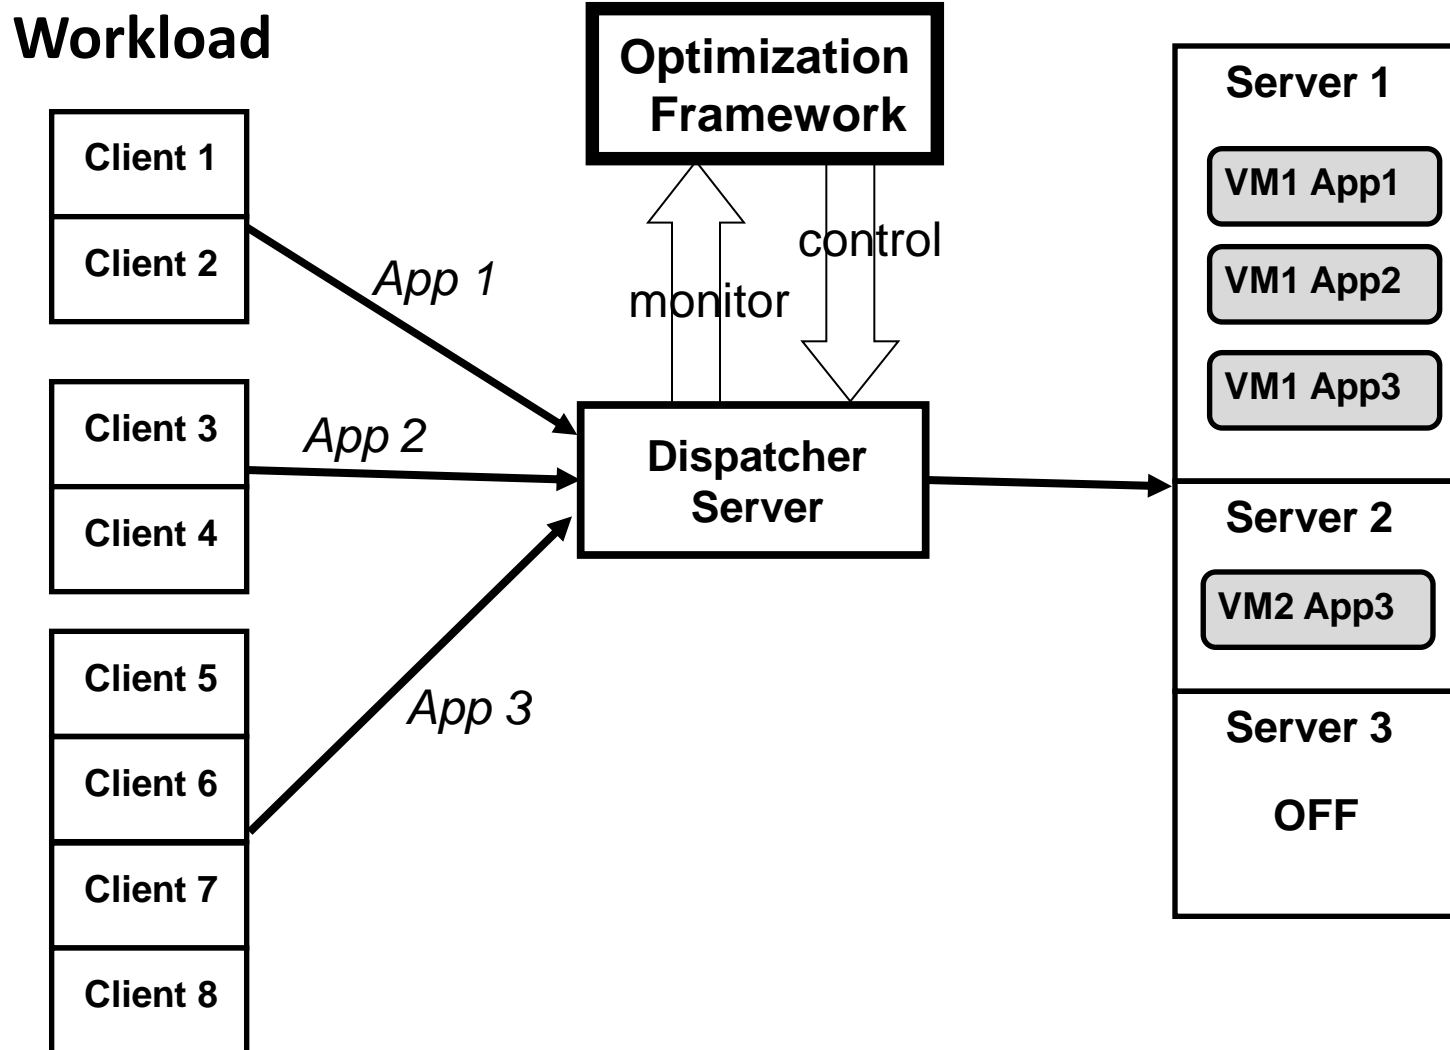 Workload
Client 1
Client 2
Client 3
Client 4
Client 5
Client 6
Client 7
Client 8
App 1
App 2
App 3
Optimization
Framework
monitor
control
Dispatcher
Server
Server 1
VM1 App1
VM1 App2
VM1 App3
Server 2
VM2 App3
Server 3
OFF